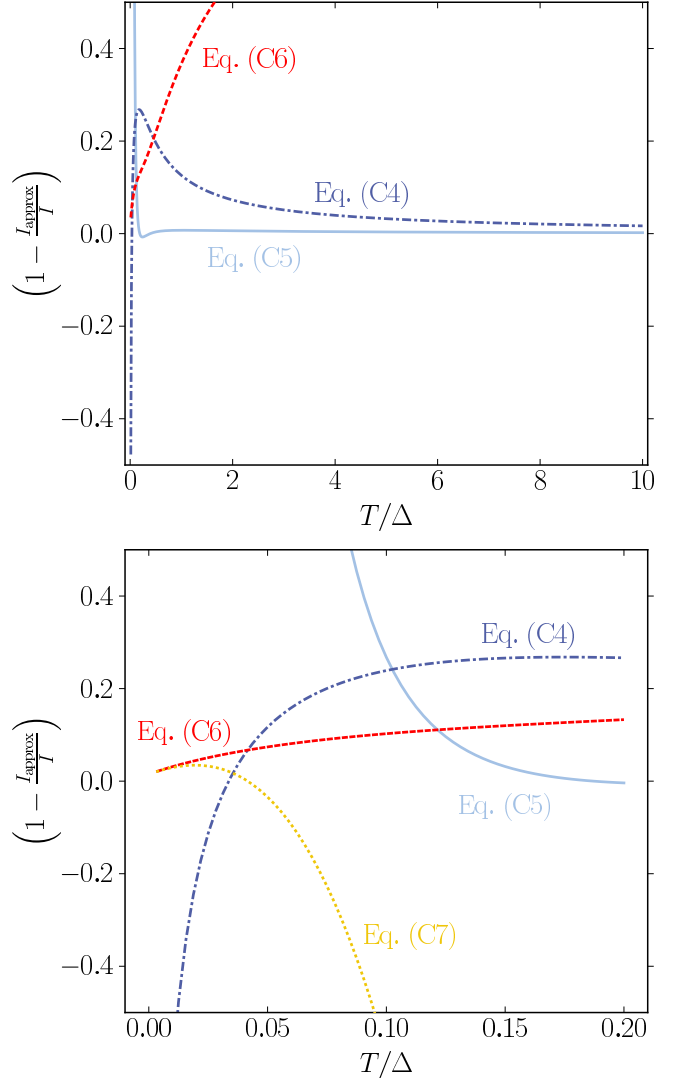 0.4
0.2
0.0
−0.2
−0.4
(1 − I_approx/I)
Eq. (C6)
Eq. (C4)
Eq. (C5)
0 2 4 6 8 10
T/Δ
0.4
0.2
0.0
−0.2
−0.4
(1 − I_approx/I)
Eq. (C4)
Eq. (C6)
Eq. (C5)
Eq. (C7)
0.00 0.05 0.10 0.15 0.20
T/Δ